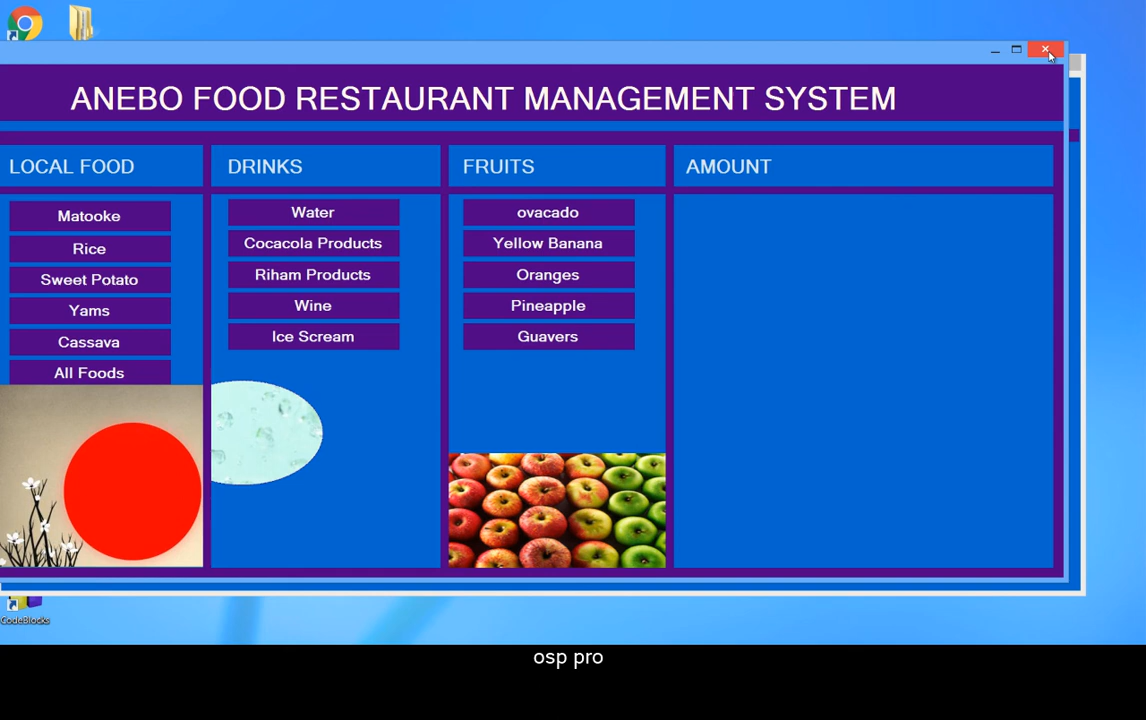 ANEBO FOOD RESTAURANT MANAGEMENT SYSTEM
LOCAL FOOD
Matooke
Rice
Sweet Potato
Yams
Cassava
All Foods
DRINKS
Water
Cocacola Products
Riham Products
Wine
Ice Scream
FRUITS
ovacado
Yellow Banana
Oranges
Pineapple
Guavers
AMOUNT
CodeBlocks
osp pro